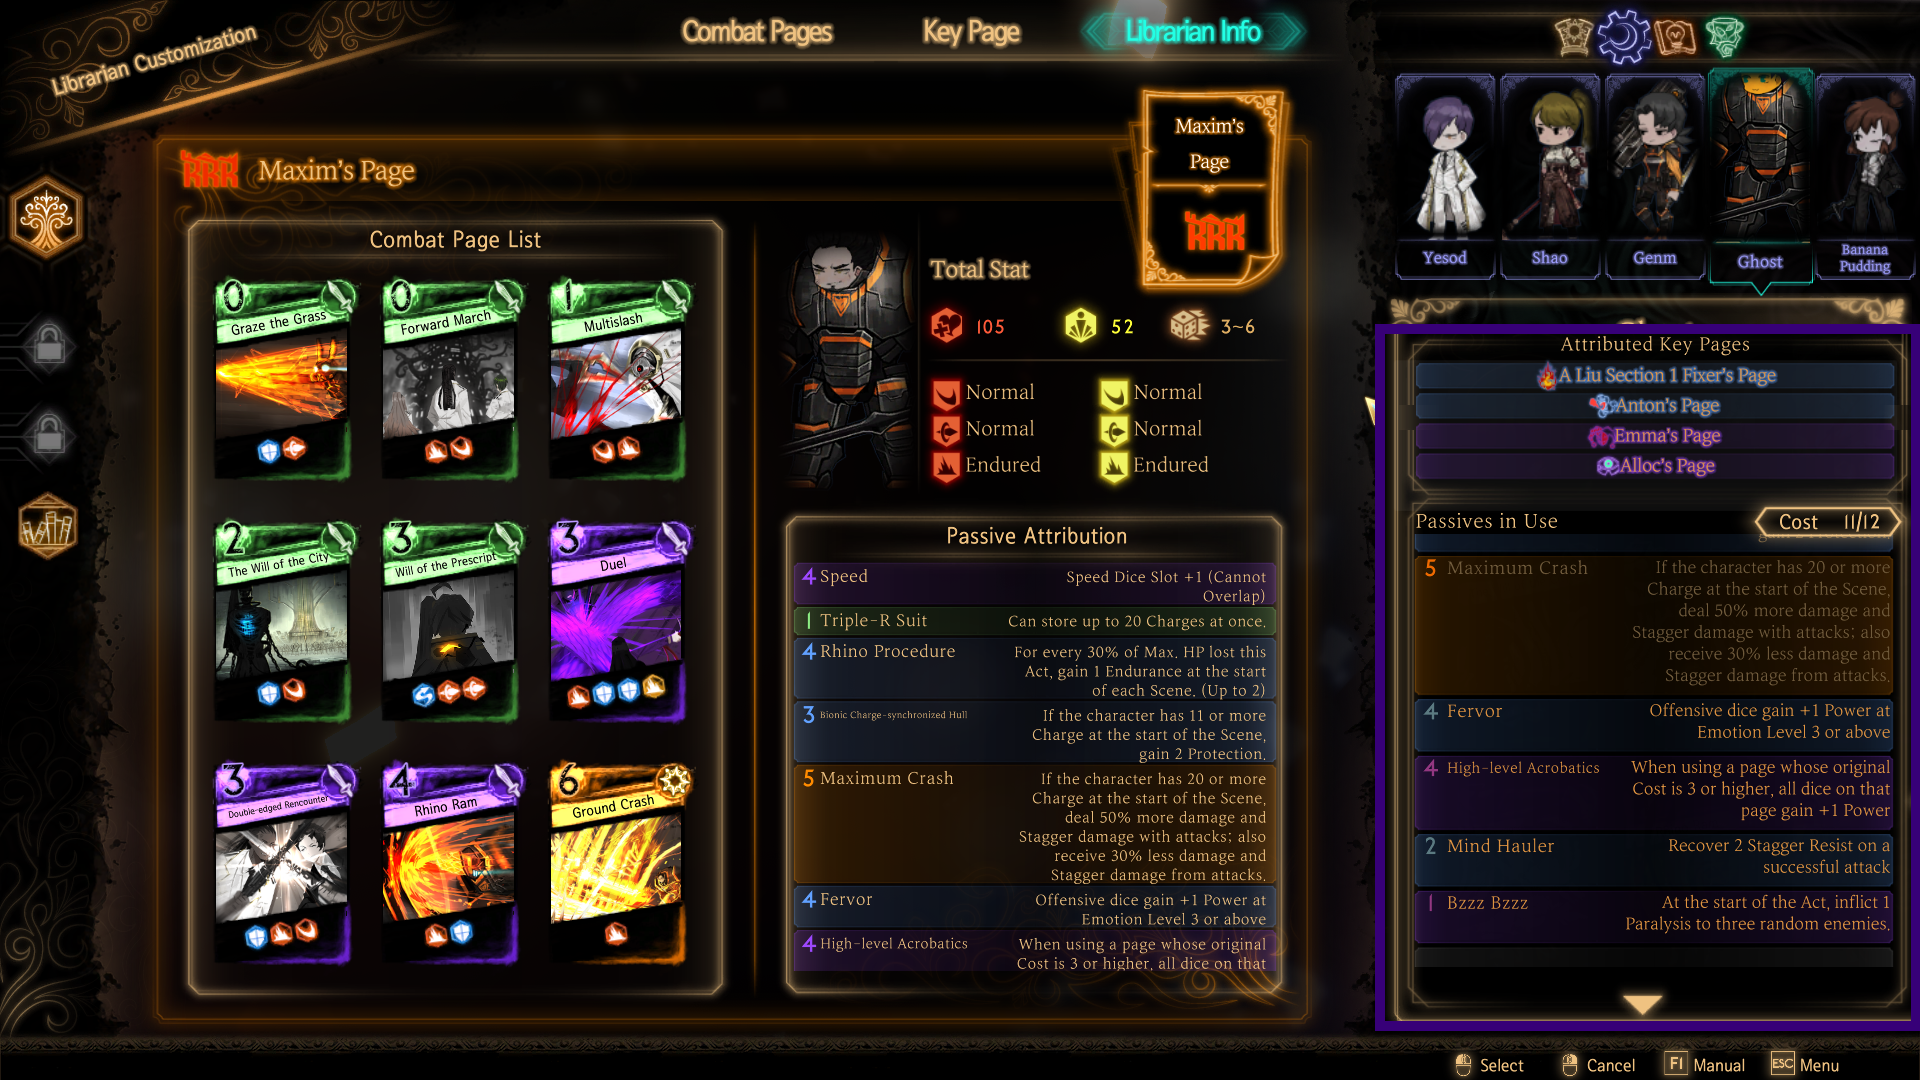 Librarian Customization
Combat Pages
Key Page
Librarian Info
Maxim's Page
Maxim's
Page
Combat Page List
0
Graze the Grass
0
Forward March
1
Multislash
2
The Will of the City
3
Will of the Prescript
3
Duel
3
Double-edged Rencounter
4
Rhino Ram
6
Ground Crash
Total Stat
105
52
3~6
Normal
Normal
Normal
Normal
Endured
Endured
Passive Attribution
4 Speed
Speed Dice Slot +1 (Cannot
Overlap)
1 Triple-R Suit
Can store up to 20 Charges at once.
4 Rhino Procedure
For every 30% of Max. HP lost this
Act, gain 1 Endurance at the start
of each Scene. (Up to 2)
3 Bionic Charge-synchronized Hull
If the character has 11 or more
Charge at the start of the Scene,
gain 2 Protection.
5 Maximum Crash
If the character has 20 or more
Charge at the start of the Scene,
deal 50% more damage and
Stagger damage with attacks; also
receive 30% less damage and
Stagger damage from attacks.
4 Fervor
Offensive dice gain +1 Power at
Emotion Level 3 or above
4 High-level Acrobatics
When using a page whose original
Cost is 3 or higher, all dice on that
Yesod
Shao
Genm
Ghost
Banana
Pudding
Attributed Key Pages
A Liu Section 1 Fixer's Page
Anton's Page
Emma's Page
Alloc's Page
Passives in Use
Cost 11/12
5 Maximum Crash
If the character has 20 or more
Charge at the start of the Scene,
deal 50% more damage and
Stagger damage with attacks; also
receive 30% less damage and
Stagger damage from attacks.
4 Fervor
Offensive dice gain +1 Power at
Emotion Level 3 or above
4 High-level Acrobatics
When using a page whose original
Cost is 3 or higher, all dice on that
page gain +1 Power
2 Mind Hauler
Recover 2 Stagger Resist on a
successful attack
1 Bzzz Bzzz
At the start of the Act, inflict 1
Paralysis to three random enemies.
Select
Cancel
F1 Manual
ESC Menu